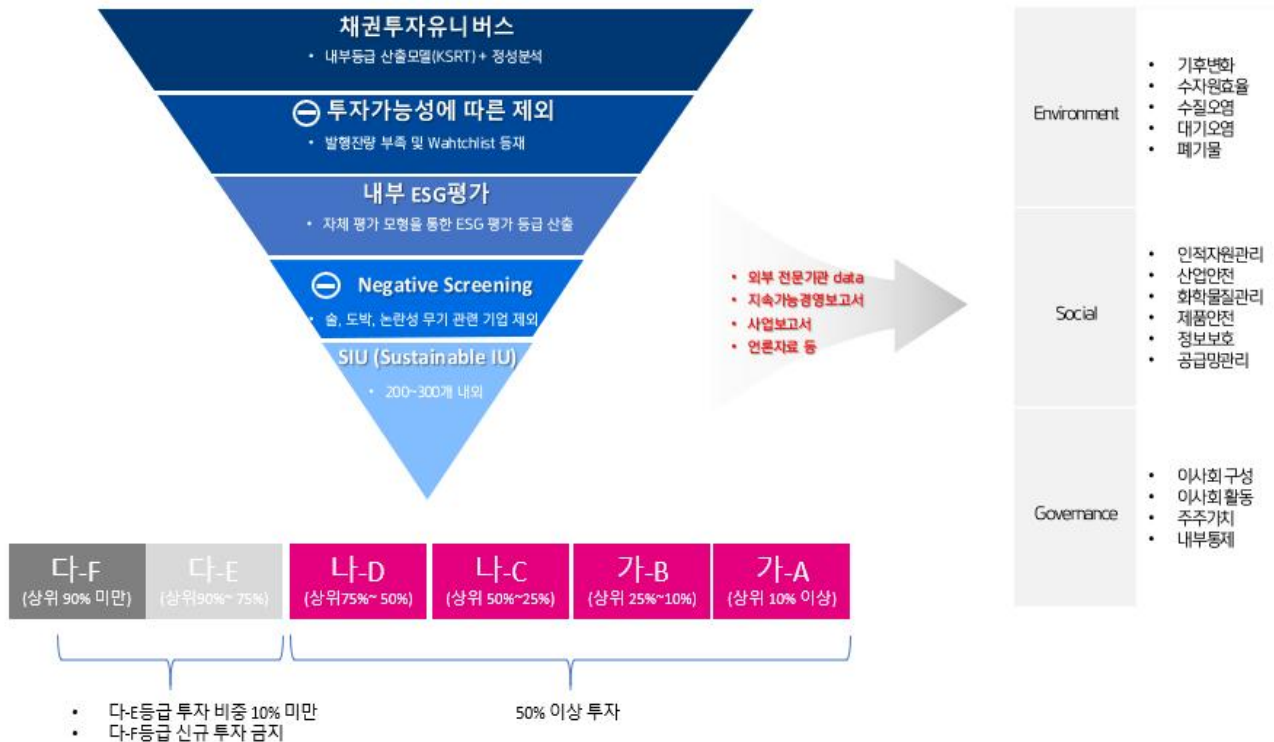 채권투자유니버스
• 내부등급 산출모델(KSRT) + 정성분석
투자가능성에 따른 제외
• 발행잔량 부족 및 Wahtchlist 등재
내부 ESG평가
• 자체 평가 모형을 통한 ESG 평가 등급 산출
Negative Screening
• 술, 도박, 논란성 무기 관련 기업 제외
SIU (Sustainable IU)
• 200~300개 내외
• 외부 전문기관 data
• 지속가능경영보고서
• 사업보고서
• 언론자료 등
Environment
• 기후변화
• 수자원효율
• 수질오염
• 대기오염
• 폐기물
Social
• 인적자원관리
• 산업안전
• 화학물질관리
• 제품안전
• 정보보호
• 공급망관리
Governance
• 이사회 구성
• 이사회 활동
• 주주가치
• 내부통제
다-F
(상위 90% 미만)
다-E
(상위90%~ 75%)
나-D
(상위75%~ 50%)
나-C
(상위 50%~25%)
가-B
(상위 25%~10%)
가-A
(상위 10% 이상)
• 다-E등급 투자 비중 10% 미만
• 다-F등급 신규 투자 금지
50% 이상 투자